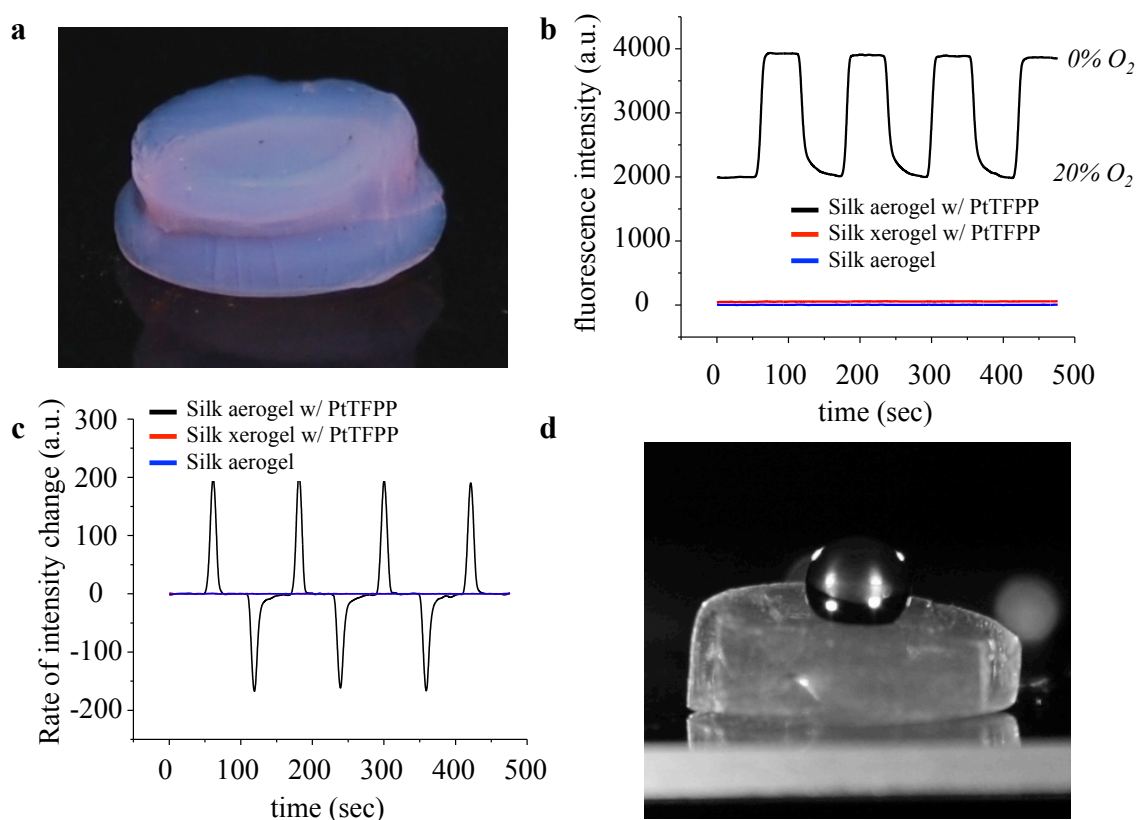 a
b
fluorescence intensity (a.u.)
4000
3000
2000
1000
0
0% O2
20% O2
Silk aerogel w/ PtTFPP
Silk xerogel w/ PtTFPP
Silk aerogel
0
100
200
300
400
500
time (sec)
c
Rate of intensity change (a.u.)
300
200
100
0
-100
-200
Silk aerogel w/ PtTFPP
Silk xerogel w/ PtTFPP
Silk aerogel
0
100
200
300
400
500
time (sec)
d